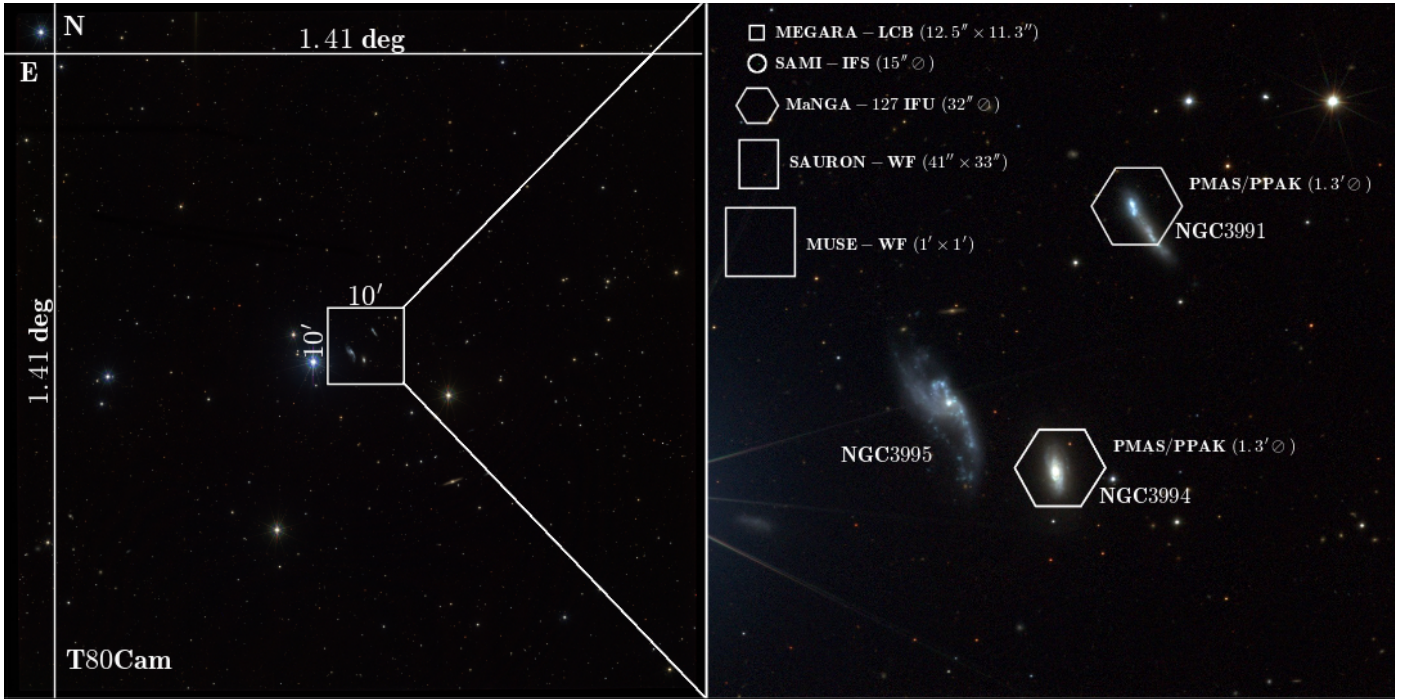 N
1.41 deg
E
1.41 deg
10′
10′
T80Cam
MEGARA – LCB (12.5″ × 11.3″)
SAMI – IFS (15″ ∅)
MaNGA – 127 IFU (32″ ∅)
SAURON – WF (41″ × 33″)
MUSE – WF (1′ × 1′)
PMAS/PPAK (1.3′ ∅)
NGC3991
NGC3995
PMAS/PPAK (1.3′ ∅)
NGC3994